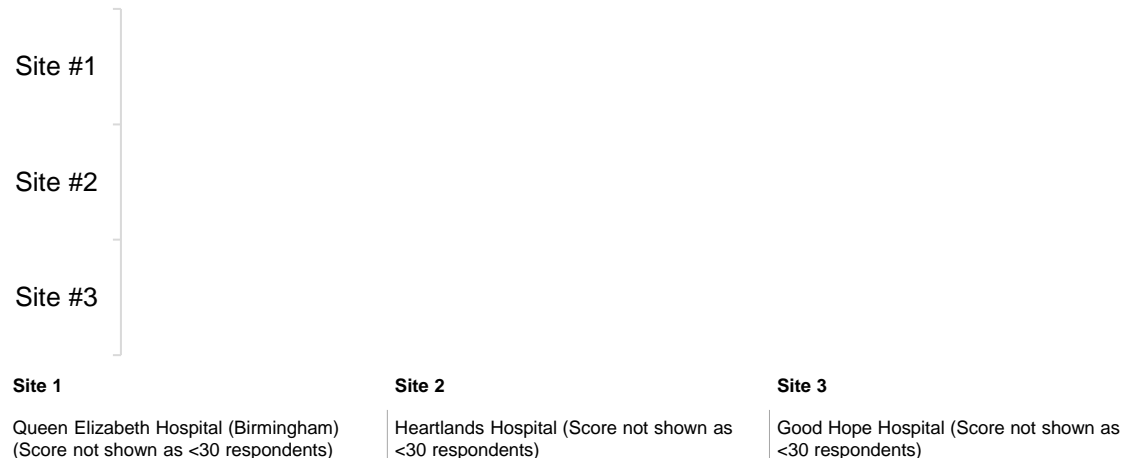 Site #1
Site #2
Site #3
Site 1
Queen Elizabeth Hospital (Birmingham)
(Score not shown as <30 respondents)
Site 2
Heartlands Hospital (Score not shown as
<30 respondents)
Site 3
Good Hope Hospital (Score not shown as
<30 respondents)